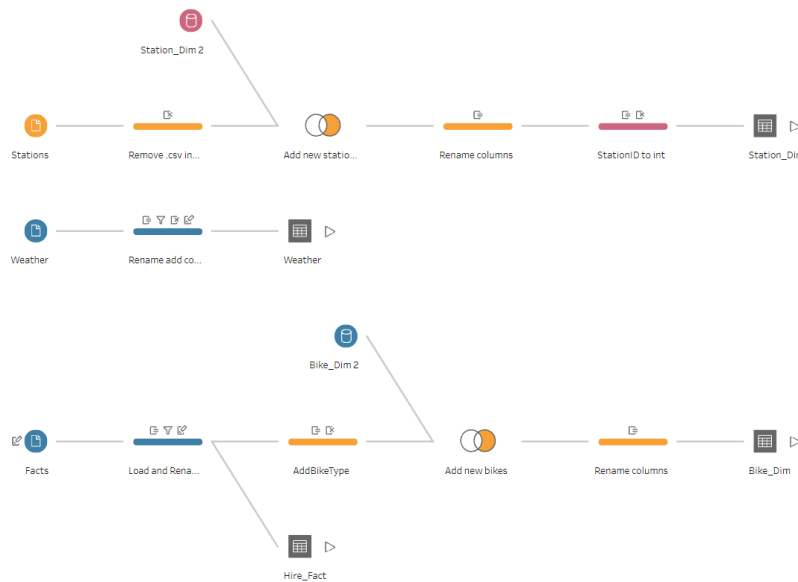 Station_Dim 2
Stations
Remove .csv in...
Add new statio...
Rename columns
StationID to int
Station_Di
Weather
Rename add co...
Weather
Bike_Dim 2
Facts
Load and Rena...
AddBikeType
Add new bikes
Rename columns
Bike_Dim
Hire_Fact